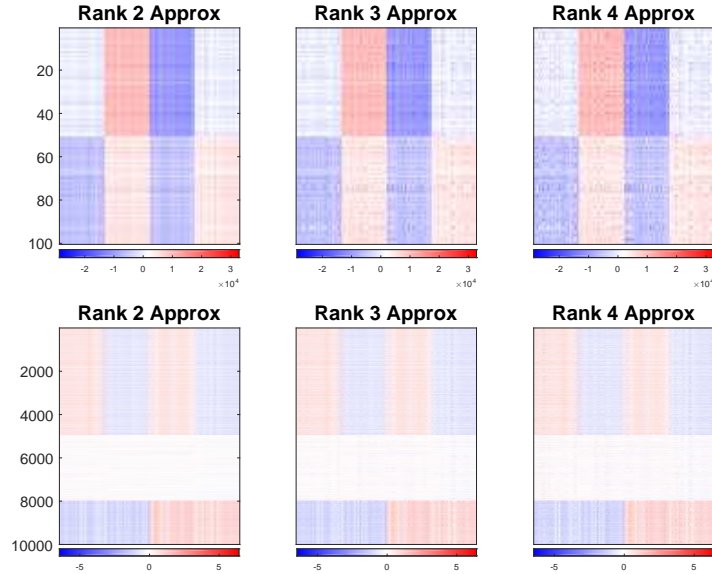 Rank 2 Approx
Rank 3 Approx
Rank 4 Approx
20
40
60
80
100
-2 -1 0 1 2 3
×10⁴
-2 -1 0 1 2 3
×10⁴
-2 -1 0 1 2 3
×10⁴
Rank 2 Approx
Rank 3 Approx
Rank 4 Approx
2000
4000
6000
8000
10000
-5 0 5
-5 0 5
-5 0 5